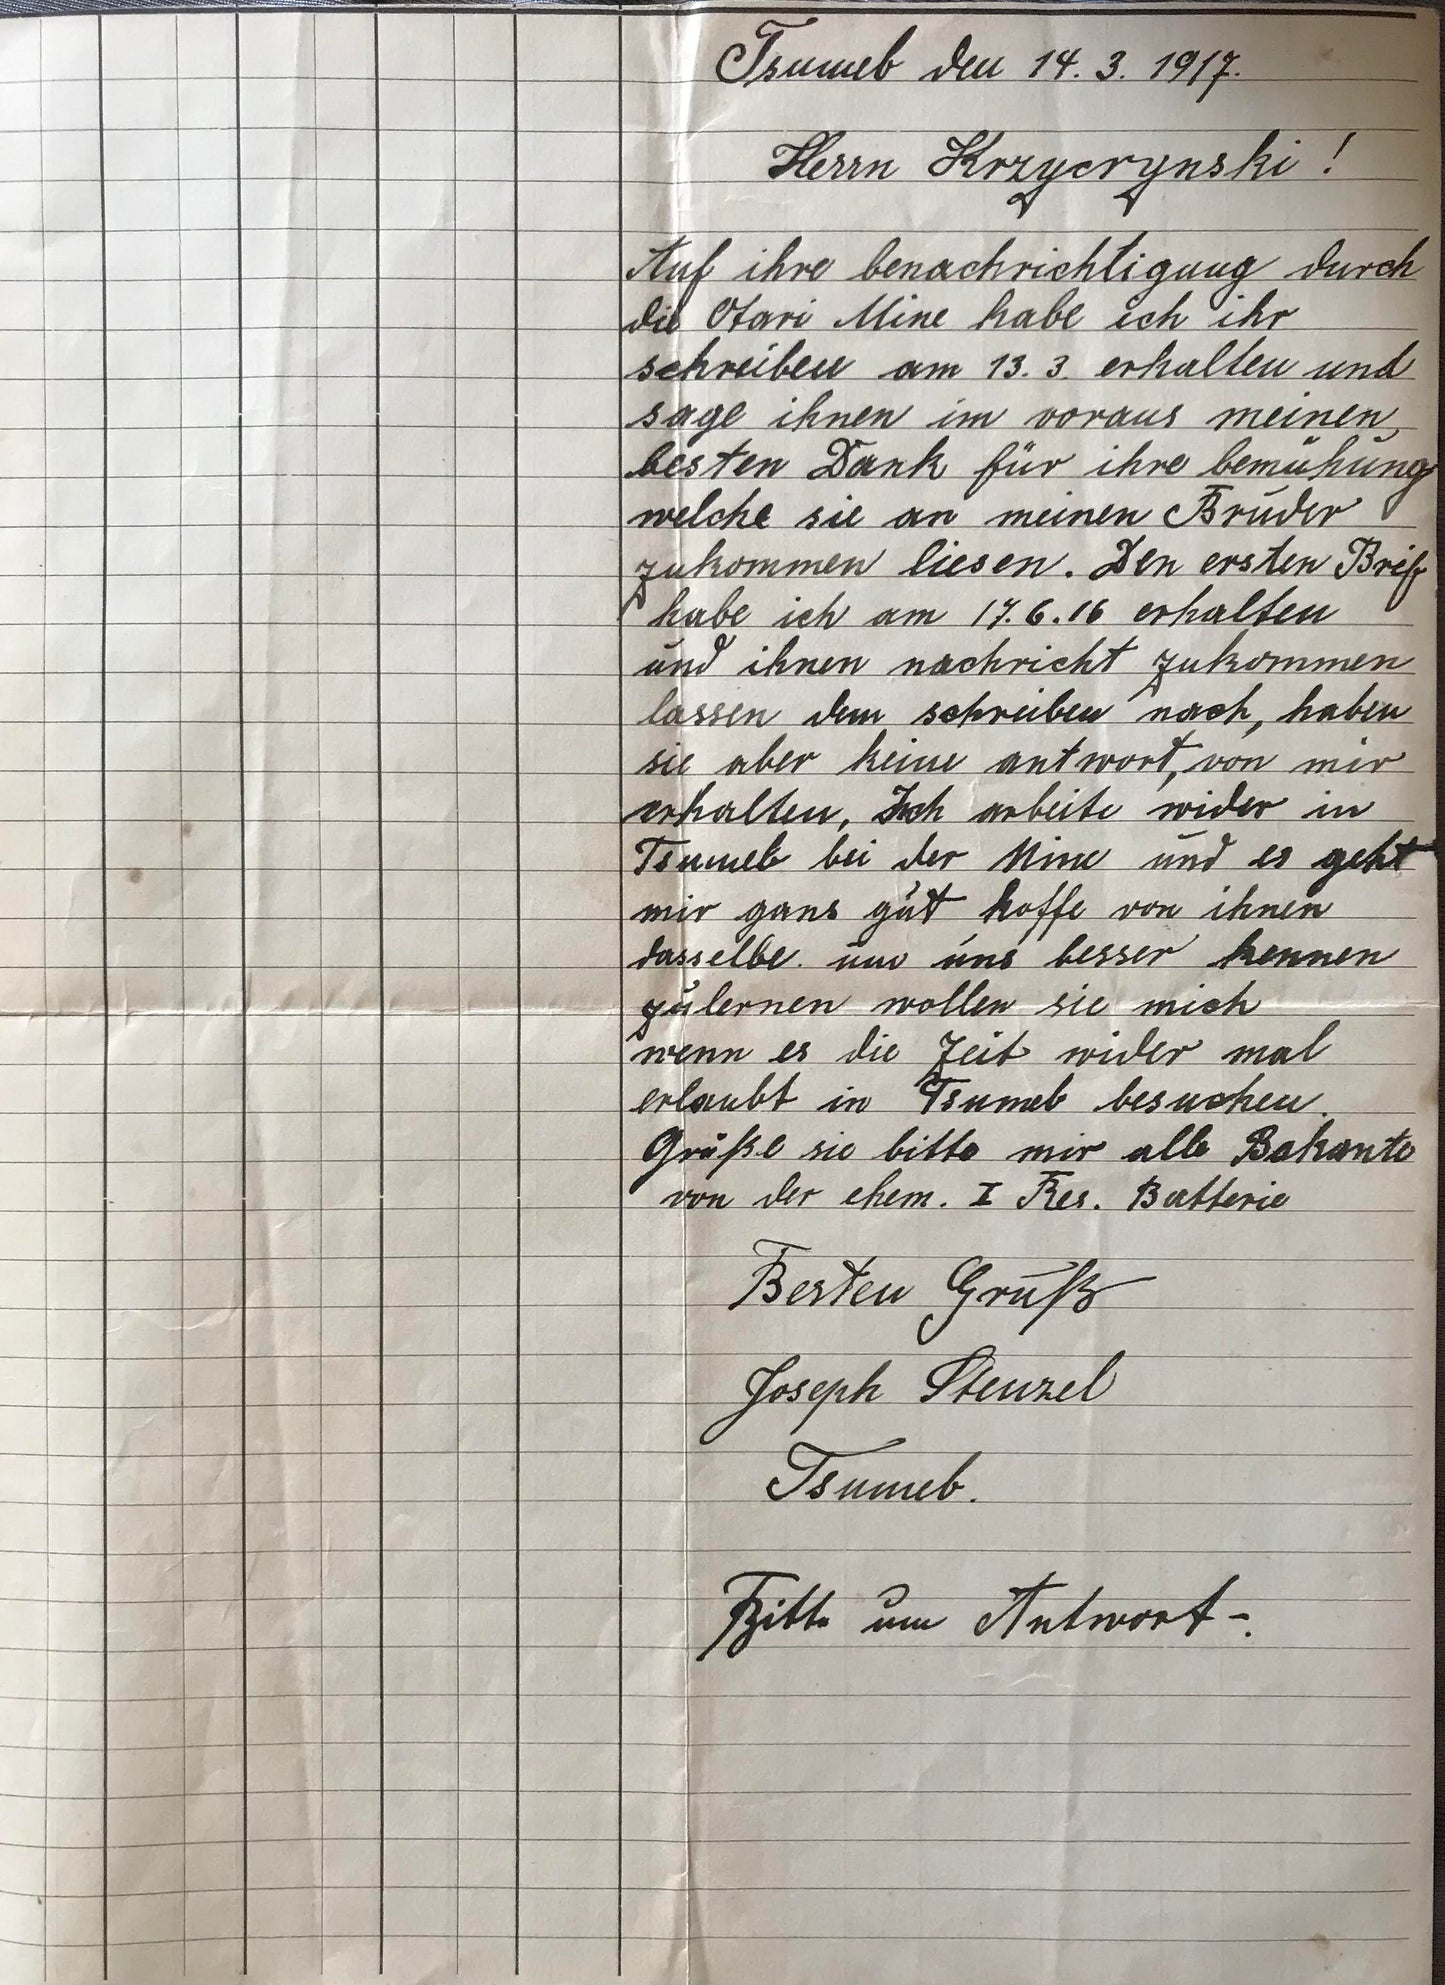 Tsumeb den 14. 3. 1917.
Herrn Krzycrynski !
Auf ihre benachrichtigung durch
die Otavi Mine habe ich ihr
schreiben am 13. 3. erhalten und
sage ihnen im voraus meinen
besten Dank für ihre bemühung
welche sie an meinen Bruder
zukommen liesen. Den ersten Brif
habe ich am 17. 6. 16 erhalten
und ihnen nachricht zukommen
lassen dem schreiben nach, haben
sie aber keine antwort, von mir
erhalten, Ich arbeite wider in
Tsumeb bei der Mine und es geht
mir gans gut hoffe von ihnen
dasselbe. um uns besser kennen
zulernen wollen sie mich
wenn es die Zeit wider mal
erlaubt in Tsumeb besuchen.
Grüße sie bitte mir alle Bekante
von der ehem. I Res. Batterie
Besten Gruß
Joseph Stenzel
Tsumeb.
Bitte um Antwort -.